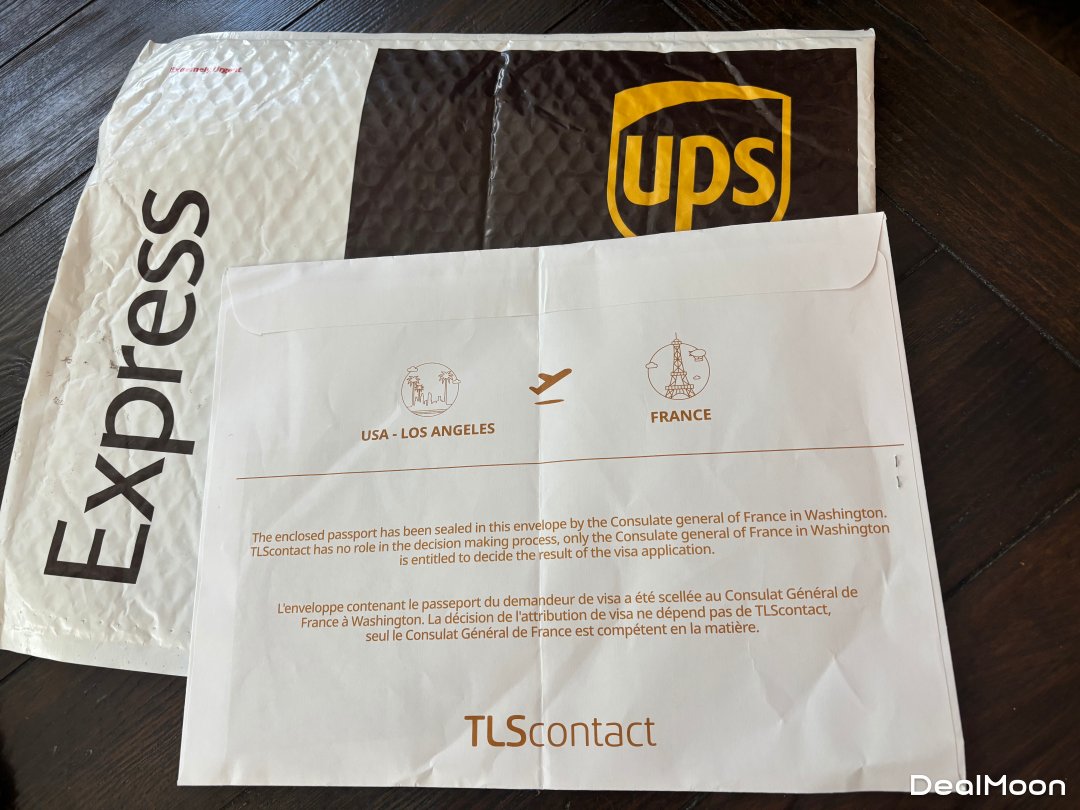 Extremely Urgent
ups
Express
USA - LOS ANGELES
FRANCE
The enclosed passport has been sealed in this envelope by the Consulate general of France in Washington.
TLScontact has no role in the decision making process, only the Consulate general of France in Washington
is entitled to decide the result of the visa application.
L'enveloppe contenant le passeport du demandeur de visa a été scellée au Consulat Général de
France à Washington. La décision de l'attribution de visa ne dépend pas de TLScontact,
seul le Consulat Général de France est compétent en la matière.
TLScontact
DealMoon